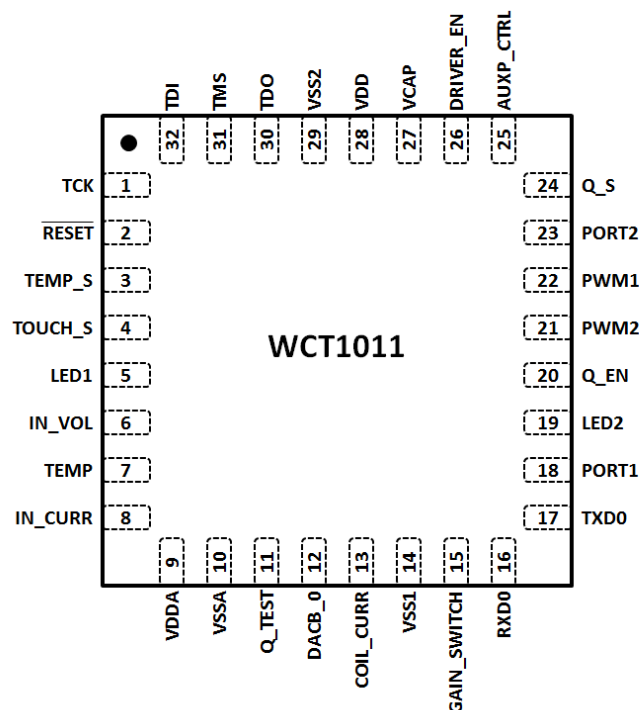 TDI TMS TDO VSS2 VDD VCAP DRIVER_EN AUXP_CTRL
32 31 30 29 28 27 26 25
TCK 1 24 Q_S
RESET 2 23 PORT2
TEMP_S 3 22 PWM1
TOUCH_S 4 21 PWM2
WCT1011
LED1 5 20 Q_EN
IN_VOL 6 19 LED2
TEMP 7 18 PORT1
IN_CURR 8 17 TXD0
9 10 11 12 13 14 15 16
VDDA VSSA Q_TEST DACB_0 COIL_CURR VSS1 GAIN_SWITCH RXD0